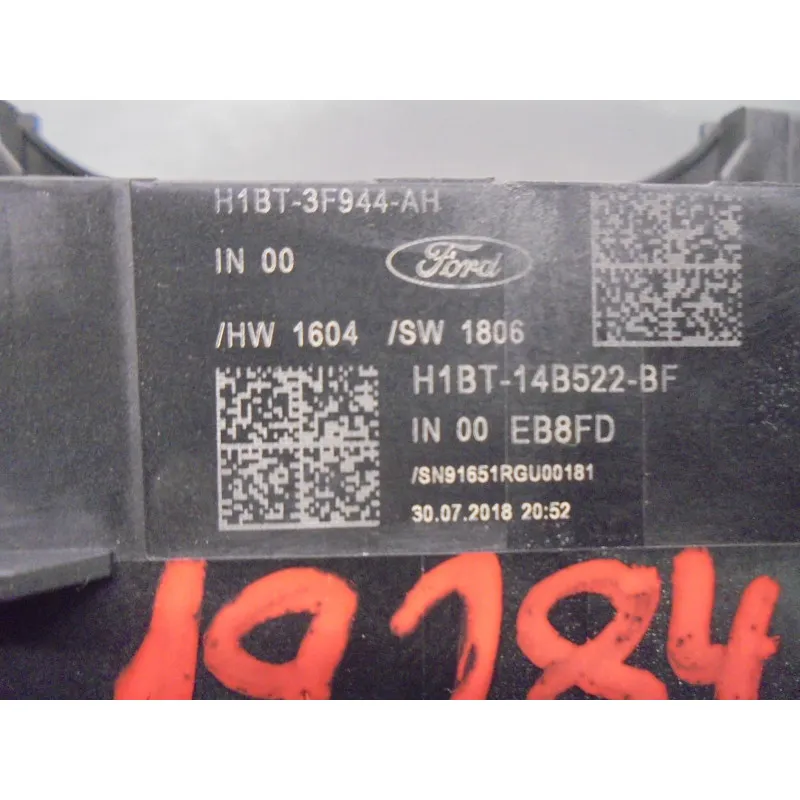 H1BT-3F944-AH
IN 00 Ford
/HW 1604 /SW 1806
H1BT-14B522-BF
IN 00 EB8FD
/SN91651RGU00181
30.07.2018 20:52
19184